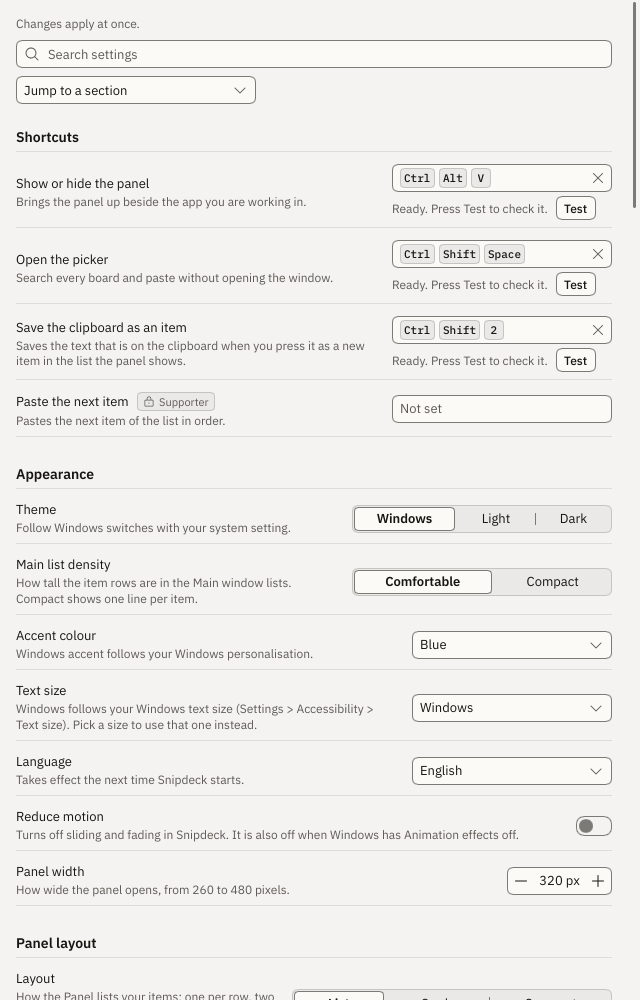 Changes apply at once.
Search settings
Jump to a section
Shortcuts
Show or hide the panel
Brings the panel up beside the app you are working in.
Ctrl Alt V
Ready. Press Test to check it. Test
Open the picker
Search every board and paste without opening the window.
Ctrl Shift Space
Ready. Press Test to check it. Test
Save the clipboard as an item
Saves the text that is on the clipboard when you press it as a new
item in the list the panel shows.
Ctrl Shift 2
Ready. Press Test to check it. Test
Paste the next item Supporter
Pastes the next item of the list in order.
Not set
Appearance
Theme
Follow Windows switches with your system setting.
Windows Light Dark
Main list density
How tall the item rows are in the Main window lists.
Compact shows one line per item.
Comfortable Compact
Accent colour
Windows accent follows your Windows personalisation.
Blue
Text size
Windows follows your Windows text size (Settings > Accessibility >
Text size). Pick a size to use that one instead.
Windows
Language
Takes effect the next time Snipdeck starts.
English
Reduce motion
Turns off sliding and fading in Snipdeck. It is also off when Windows has Animation effects off.
Panel width
How wide the panel opens, from 260 to 480 pixels.
320 px
Panel layout
Layout
How the Panel lists your items: one per row, two